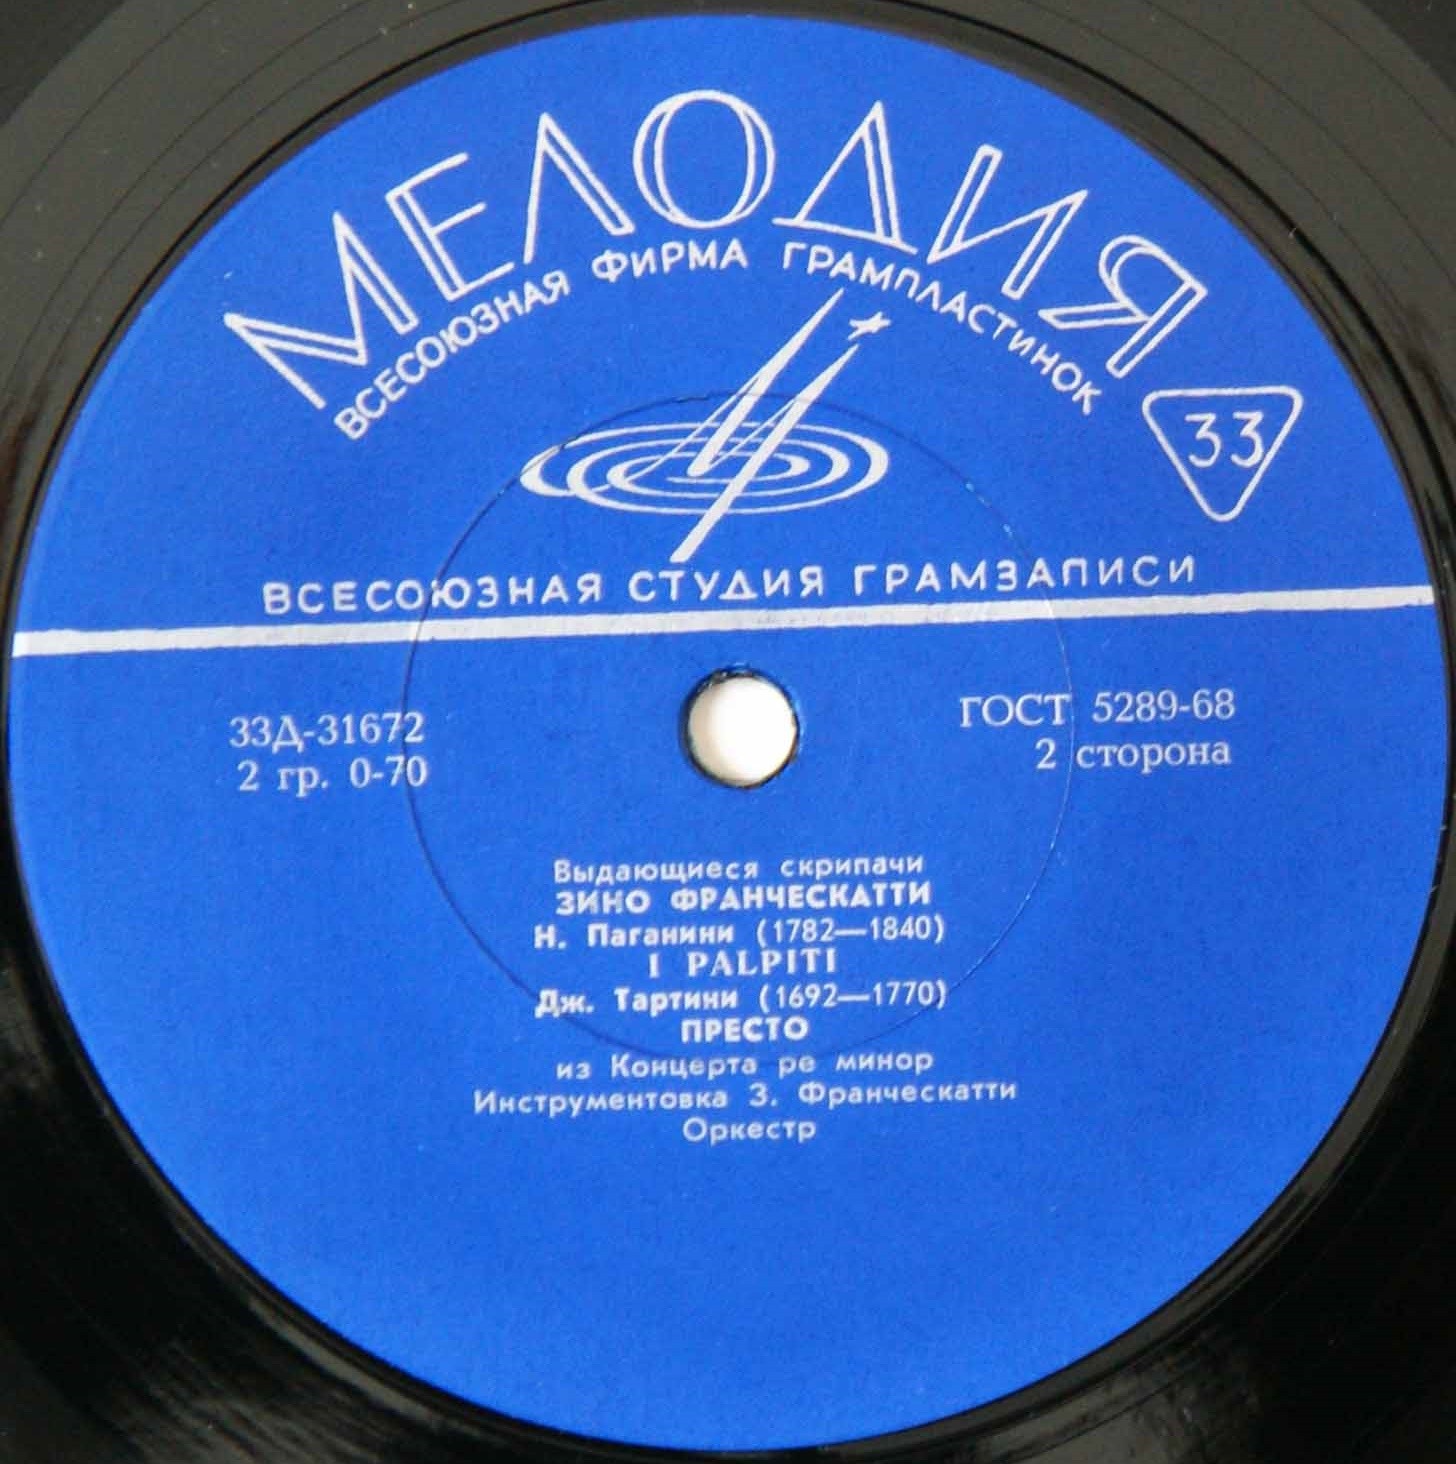 МЕЛОДИЯ
ВСЕСОЮЗНАЯ ФИРМА ГРАМПЛАСТИНОК
33
ВСЕСОЮЗНАЯ СТУДИЯ ГРАМЗАПИСИ
33Д-31672
2 гр. 0-70
ГОСТ 5289-68
2 сторона
Выдающиеся скрипачи
ЗИНО ФРАНЧЕСКАТТИ
Н. Паганини (1782—1840)
I PALPITI
Дж. Тартини (1692—1770)
ПРЕСТО
из Концерта ре минор
Инструментовка З. Франческатти
Оркестр